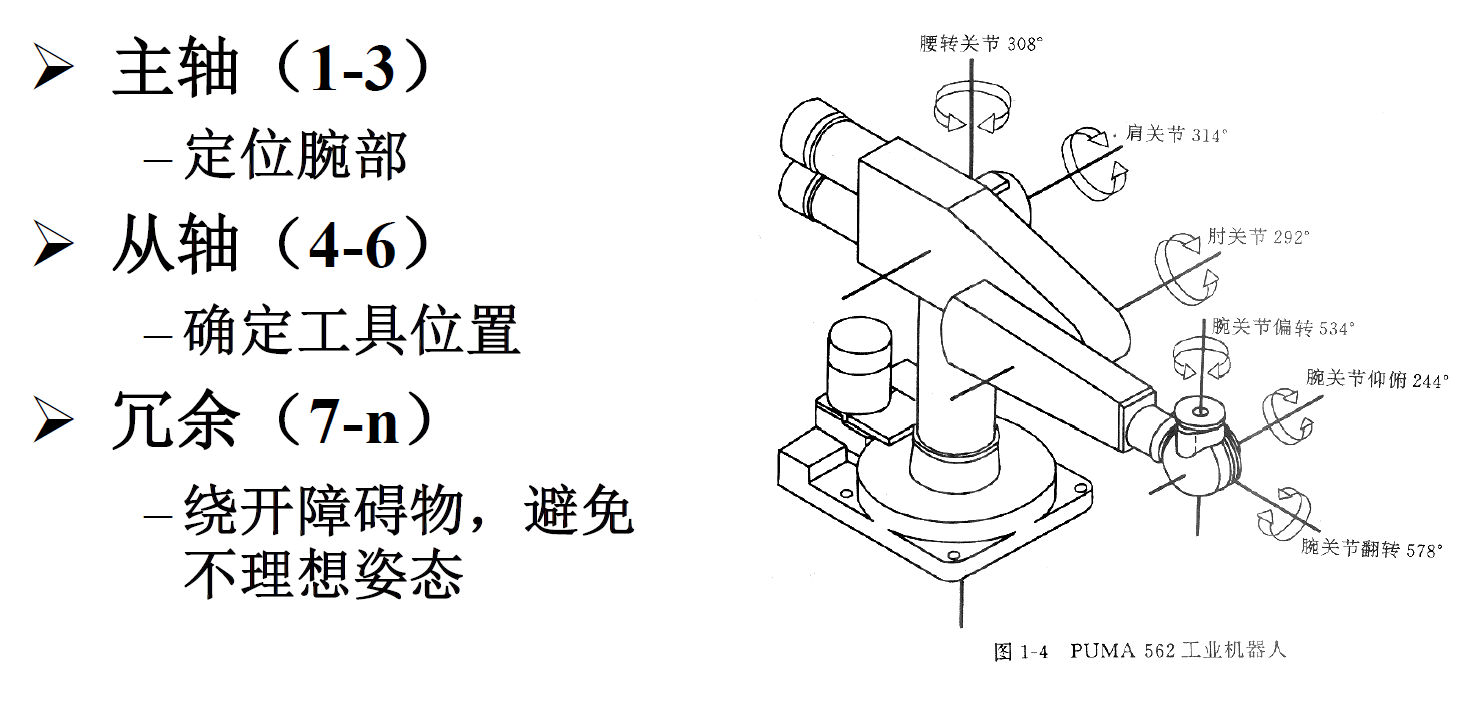 ➢ 主轴（1-3）
– 定位腕部
➢ 从轴（4-6）
– 确定工具位置
➢ 冗余（7-n）
– 绕开障碍物，避免
不理想姿态
腰转关节 308°
肩关节 314°
肘关节 292°
腕关节偏转 534°
腕关节仰俯 244°
腕关节翻转 578°
图 1-4 PUMA 562 工业机器人